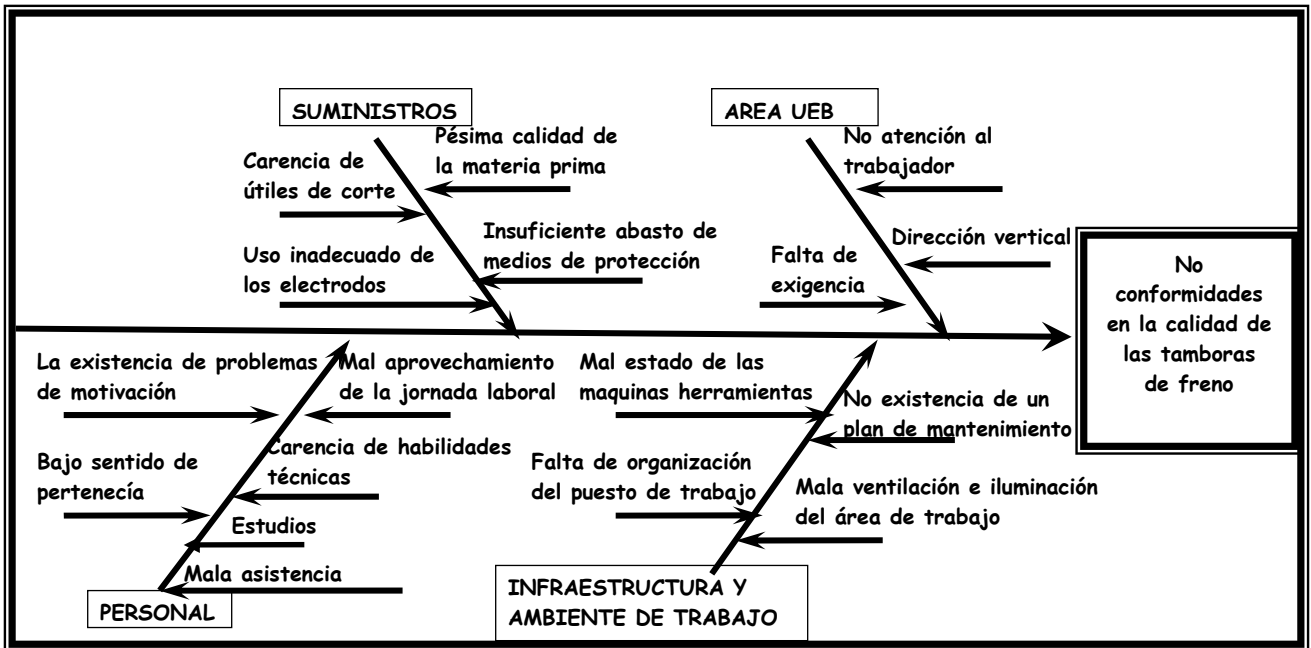 SUMINISTROS
Carencia de
útiles de corte
Pésima calidad de
la materia prima
Uso inadecuado de
los electrodos
Insuficiente abasto de
medios de protección
AREA UEB
No atención al
trabajador
Dirección vertical
Falta de
exigencia
No
conformidades
en la calidad de
las tamboras
de freno
La existencia de problemas
de motivación
Mal aprovechamiento
de la jornada laboral
Bajo sentido de
pertenecía
Carencia de habilidades
técnicas
Estudios
Mala asistencia
PERSONAL
Mal estado de las
maquinas herramientas
No existencia de un
plan de mantenimiento
Falta de organización
del puesto de trabajo
Mala ventilación e iluminación
del área de trabajo
INFRAESTRUCTURA Y
AMBIENTE DE TRABAJO